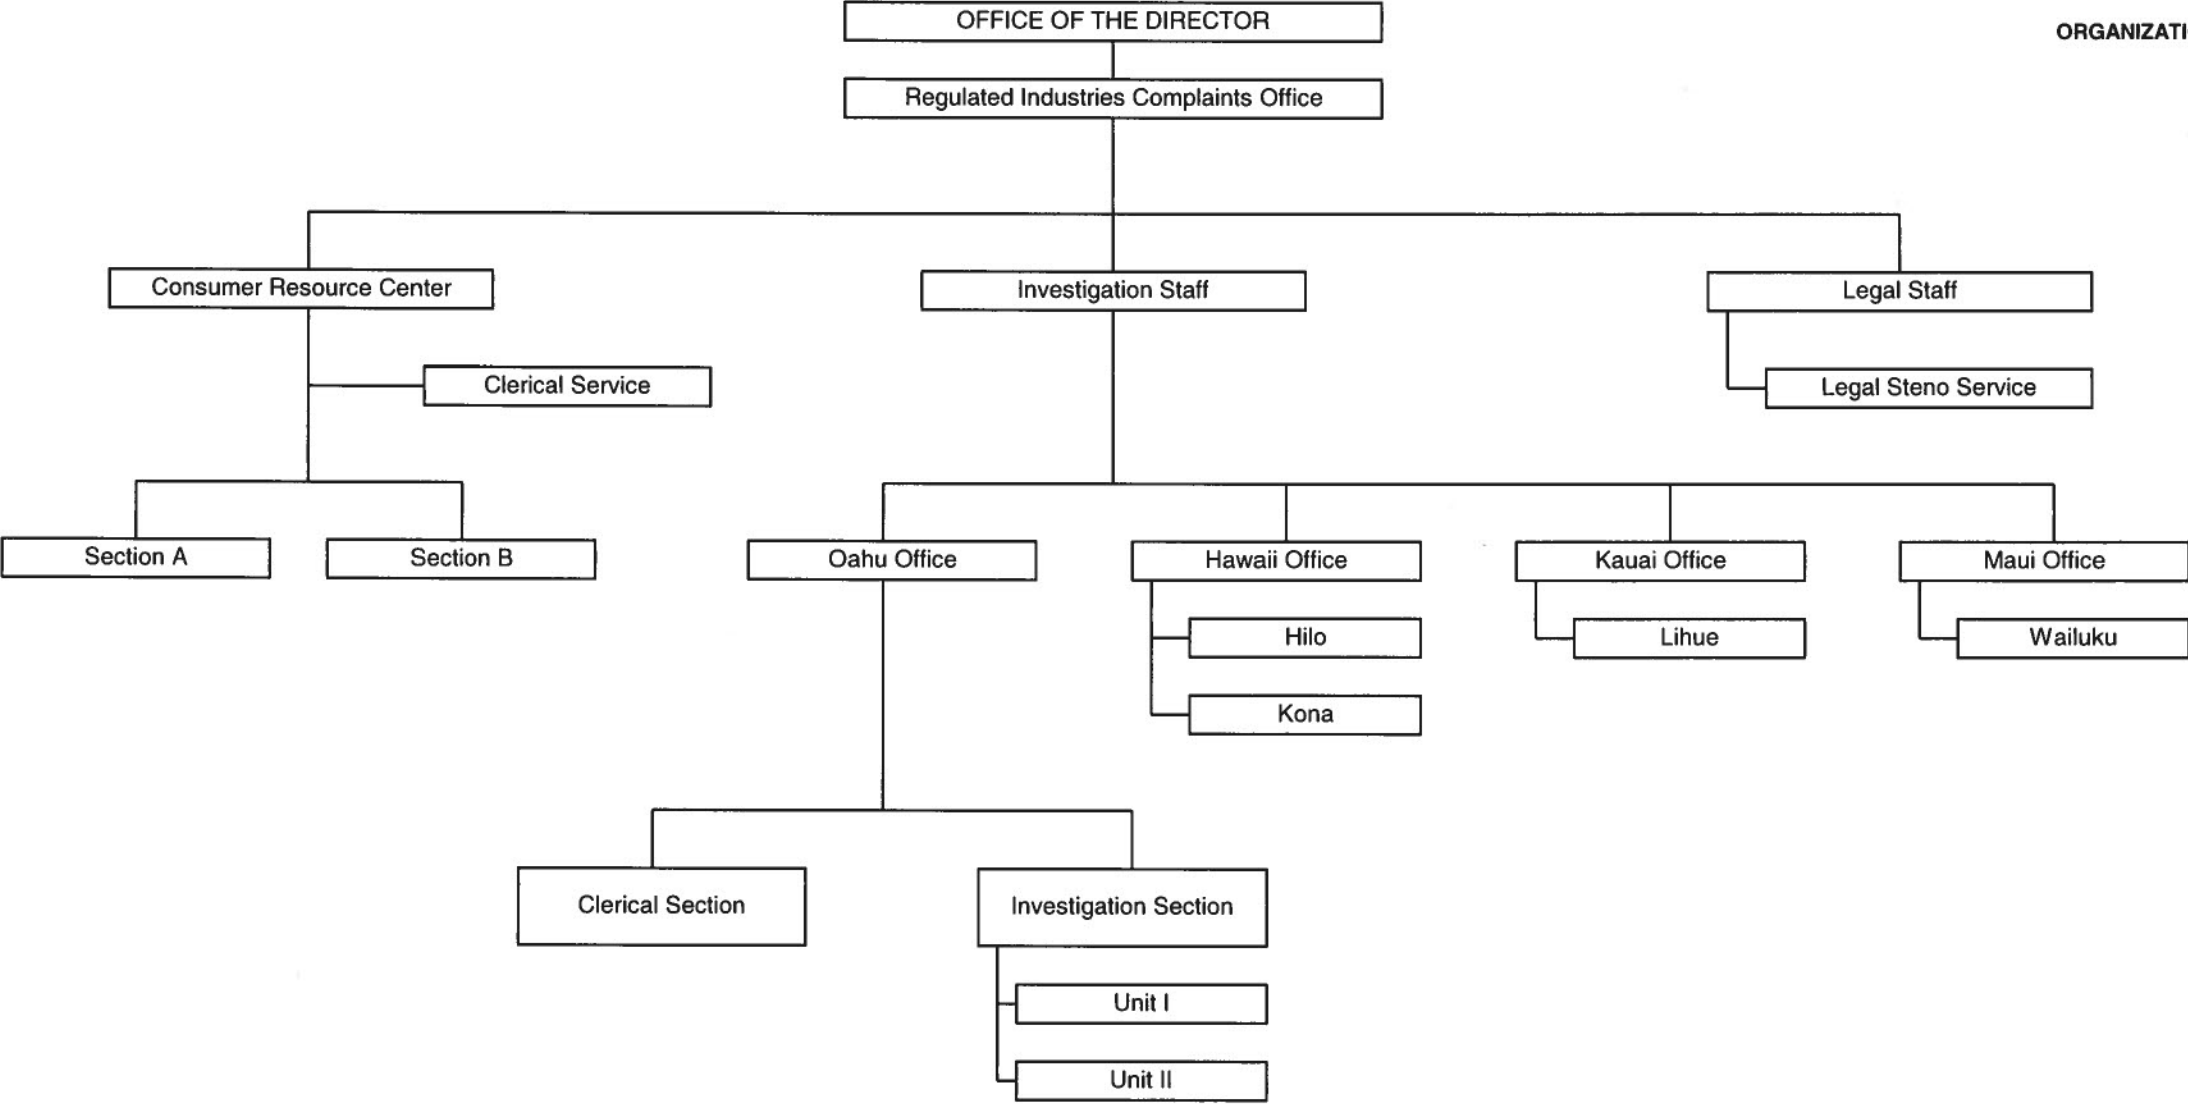 OFFICE OF THE DIRECTOR
ORGANIZATI
Regulated Industries Complaints Office
Consumer Resource Center
Investigation Staff
Legal Staff
Clerical Service
Legal Steno Service
Section A
Section B
Oahu Office
Hawaii Office
Kauai Office
Maui Office
Hilo
Lihue
Wailuku
Kona
Clerical Section
Investigation Section
Unit I
Unit II